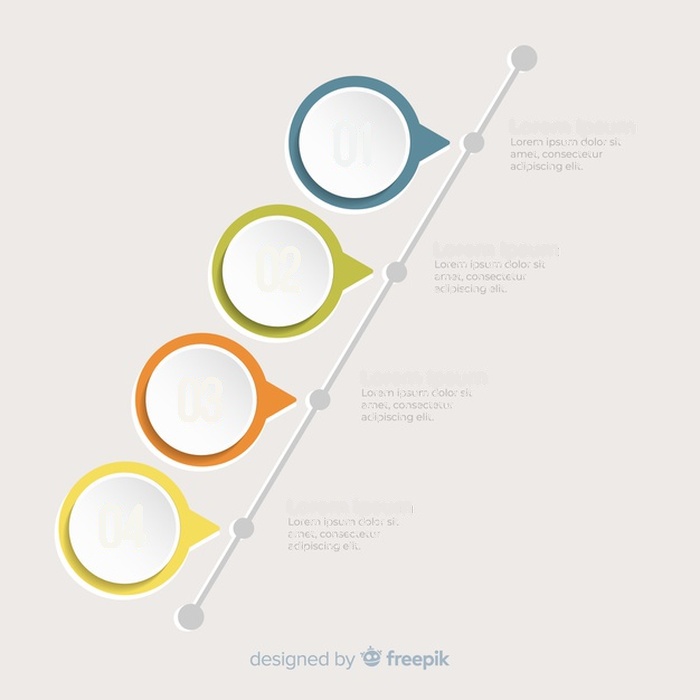 01
Lorem Ipsum
Lorem ipsum dolor sit
amet, consectetur
adipiscing elit.
02
Lorem Ipsum
Lorem ipsum dolor sit
amet, consectetur
adipiscing elit.
03
Lorem Ipsum
Lorem ipsum dolor sit
amet, consectetur
adipiscing elit.
04
Lorem Ipsum
Lorem ipsum dolor sit
amet, consectetur
adipiscing elit.
designed by freepik